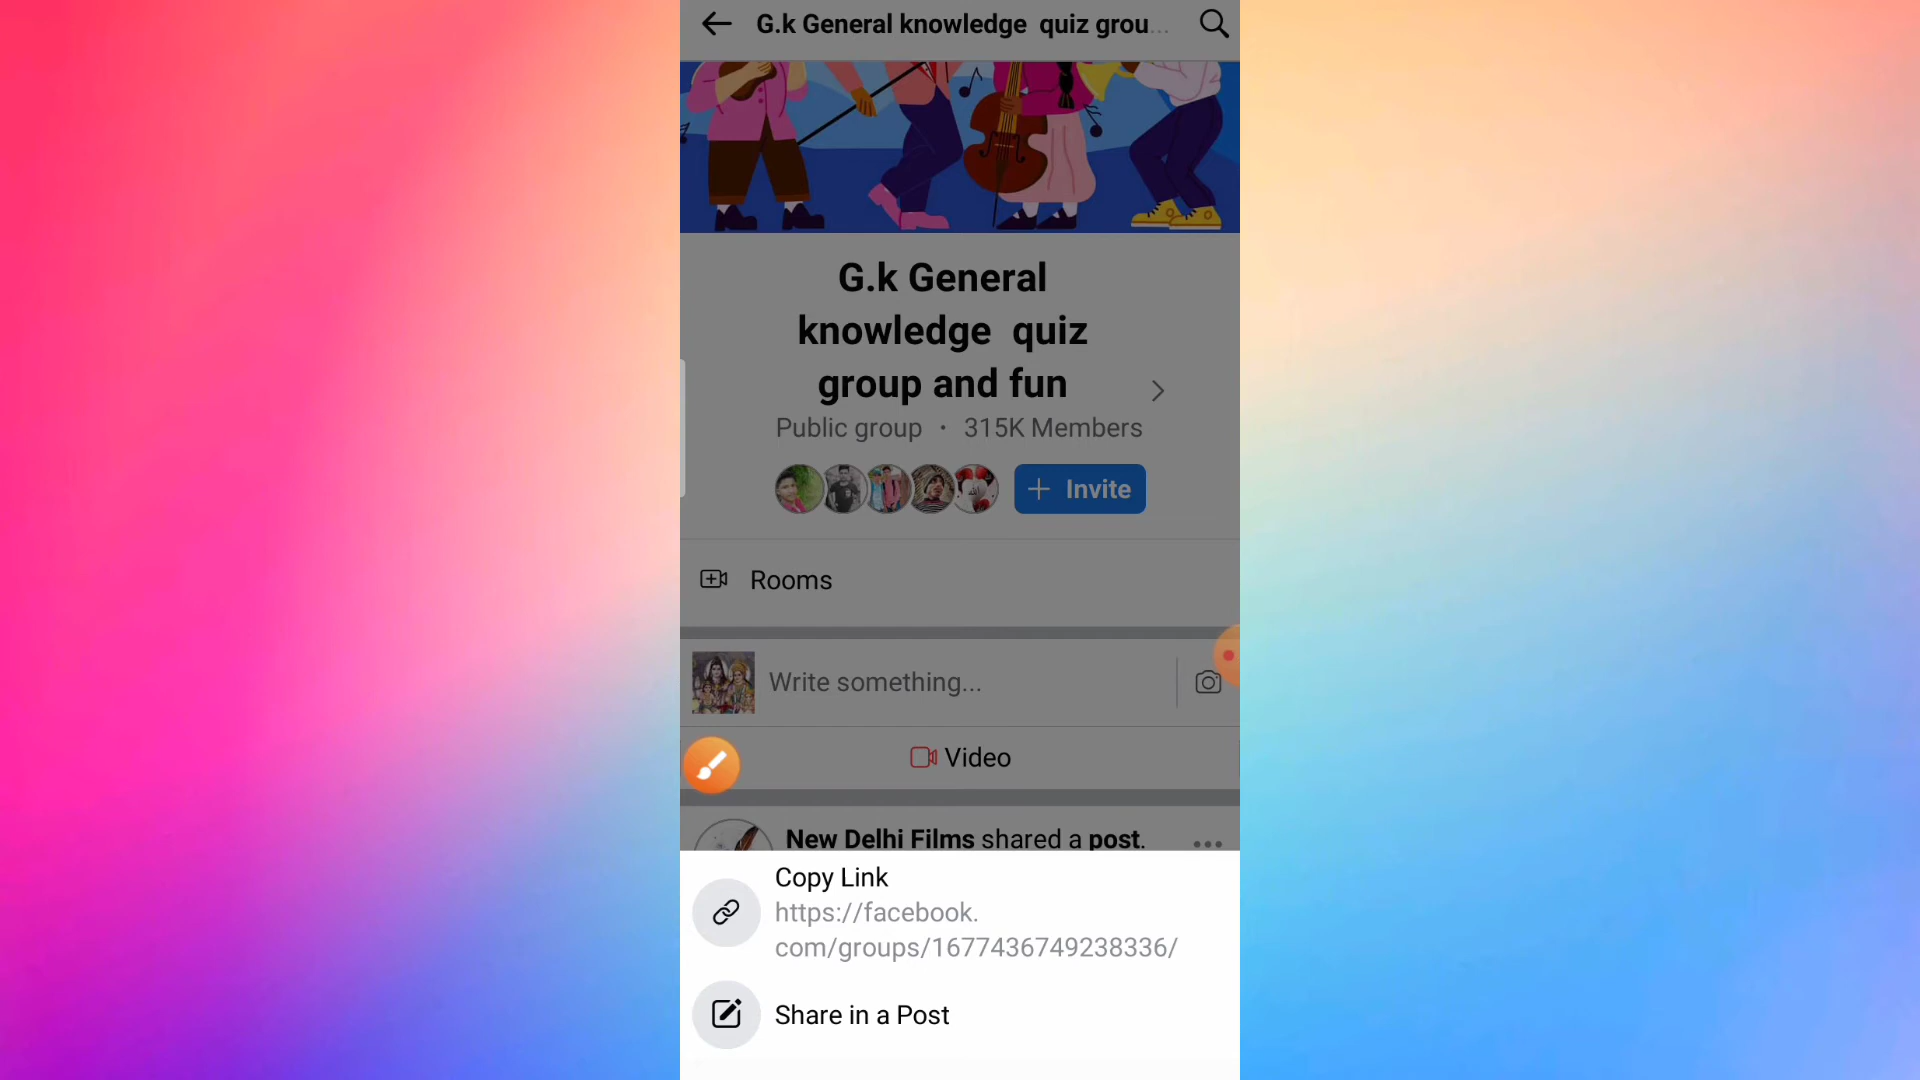 G.k General knowledge quiz grou...
G.k General
knowledge quiz
group and fun
Public group · 315K Members
+ Invite
Rooms
Write something...
Video
New Delhi Films shared a post.
Copy Link
https://facebook.
com/groups/1677436749238336/
Share in a Post